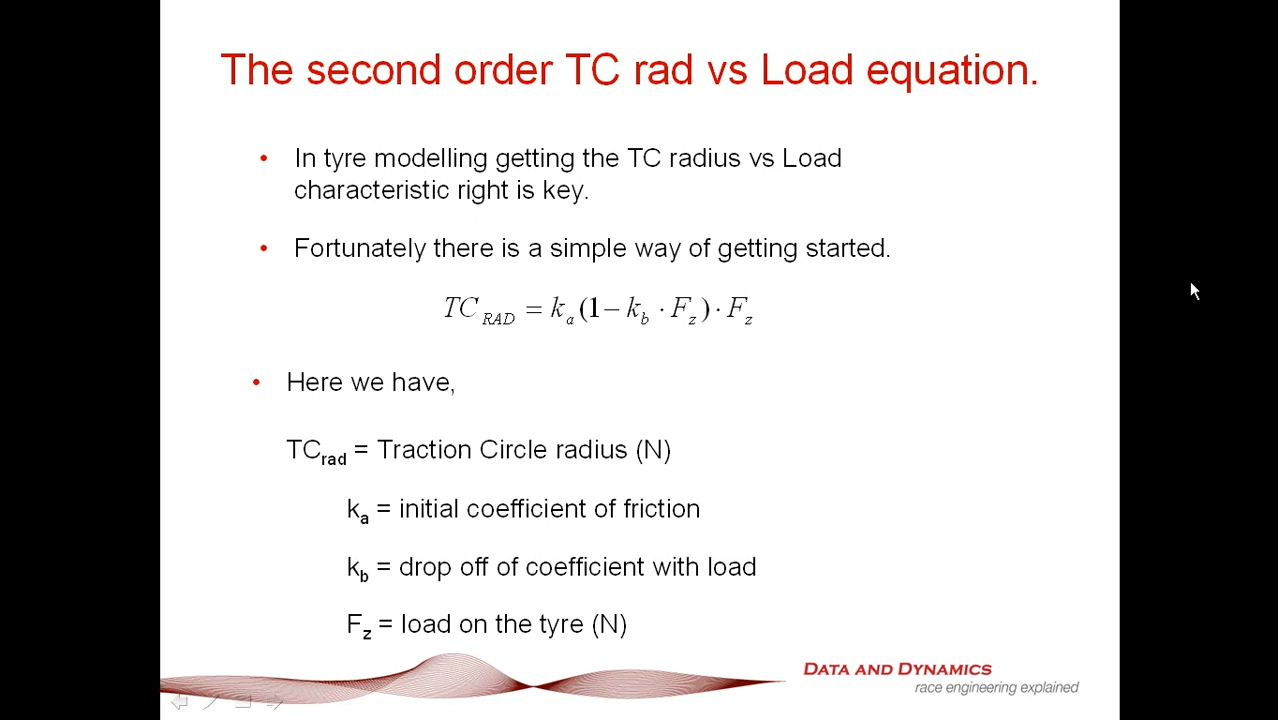 The second order TC rad vs Load equation.
• In tyre modelling getting the TC radius vs Load
characteristic right is key.
• Fortunately there is a simple way of getting started.
TC_RAD = k_a(1 − k_b · F_z) · F_z
• Here we have,
TC_rad = Traction Circle radius (N)
k_a = initial coefficient of friction
k_b = drop off of coefficient with load
F_z = load on the tyre (N)
DATA AND DYNAMICS
race engineering explained